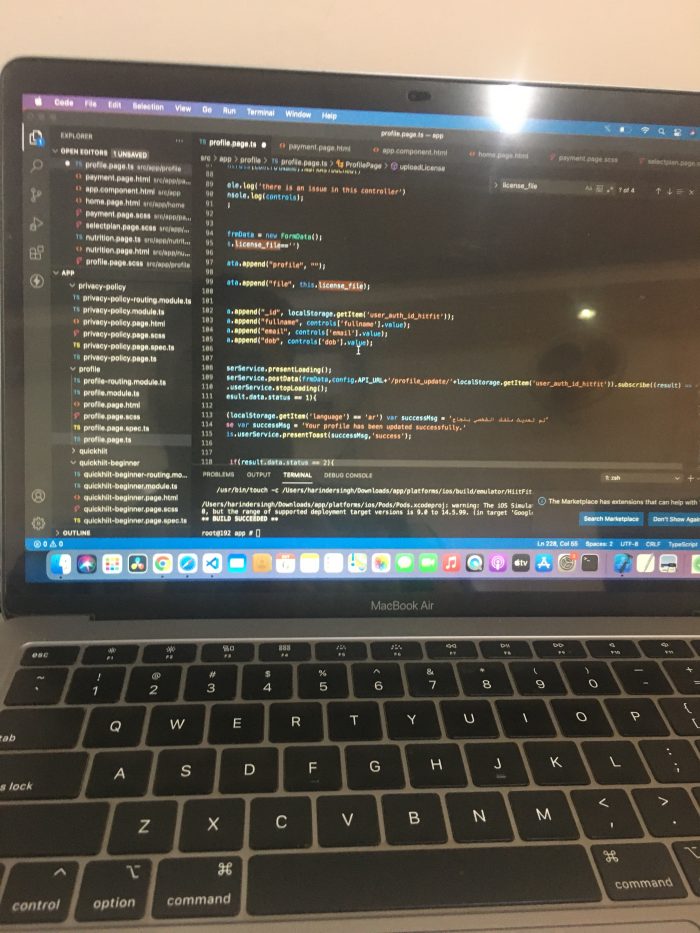 Code File Edit Selection View Go Run Terminal Window Help
profile.page.ts — app
EXPLORER
OPEN EDITORS 1 UNSAVED
profile.page.ts src/app/profile
payment.page.html src/app/pa...
app.component.html src/app
home.page.html src/app/home
payment.page.scss src/app/pa...
selectplan.page.scss src/app/...
nutrition.page.ts src/app/nutri...
nutrition.page.html src/app/nu...
profile.page.scss src/app/profile
APP
privacy-policy
privacy-policy-routing.module.ts
privacy-policy.module.ts
privacy-policy.page.html
privacy-policy.page.scss
privacy-policy.page.spec.ts
privacy-policy.page.ts
profile
profile-routing.module.ts
profile.module.ts
profile.page.html
profile.page.scss
profile.page.spec.ts
profile.page.ts
quickhiit
quickhiit-beginner
quickhiit-beginner-routing.mo...
quickhiit-beginner.module.ts
quickhiit-beginner.page.html
quickhiit-beginner.page.scss
quickhiit-beginner.page.spec.ts
OUTLINE
profile.page.ts payment.page.html app.component.html home.page.html payment.page.scss selectplan.page
src > app > profile > profile.page.ts > ProfilePage > uploadLicense
license_file ? of 4
88
89 ole.log('there is an issue in this controller')
90 nsole.log(controls);
91 ;
92
93
94 frmData = new FormData();
95 s.license_file==''}
96
97 ata.append("profile", "");
98
99 ata.append("file", this.license_file);
100
101
102 a.append("_id", localStorage.getItem('user_auth_id_hitfit'));
103 a.append("fullname", controls['fullname'].value);
104 a.append("email", controls['email'].value);
105 a.append("dob", controls['dob'].value);
106
107
108 serService.presentLoading();
109 serService.postData(frmData,config.API_URL+'/profile_update/'+localStorage.getItem('user_auth_id_hitfit')).subscribe((result) =
110 .userService.stopLoading();
111 esult.data.status == 1){
112
113 (localStorage.getItem('language') == 'ar') var successMsg = 'تم تحديث ملفك الشخصي بنجاح'
114 se var successMsg = 'Your profile has been updated successfully.'
115 is.userService.presentToast(successMsg,'success');
116
117
118 if(result.data.status == 2){
PROBLEMS OUTPUT TERMINAL DEBUG CONSOLE 1: zsh
/usr/bin/touch -c /Users/harindersingh/Downloads/app/platforms/ios/build/emulator/HiitFit
/Users/harindersingh/Downloads/app/platforms/ios/Pods/Pods.xcodeproj: warning: The iOS Simula
0, but the range of supported deployment target versions is 9.0 to 14.5.99. (in target 'Google
** BUILD SUCCEEDED **
root@192 app #
The Marketplace has extensions that can help with
Search Marketplace Don't Show Again
0 0 Ln 228, Col 55 Spaces: 2 UTF-8 CRLF TypeScript
tv
MacBook Air
esc F1 F2 F3 F4 F5 F6 F7 F8 F9 F10
~ ! @ # $ % ^ & * ( ) — +
` 1 2 3 4 5 6 7 8 9 0 - =
tab Q W E R T Y U I O P { [
s lock A S D F G H J K L : ;
Z X C V B N M < , > .
control option command command